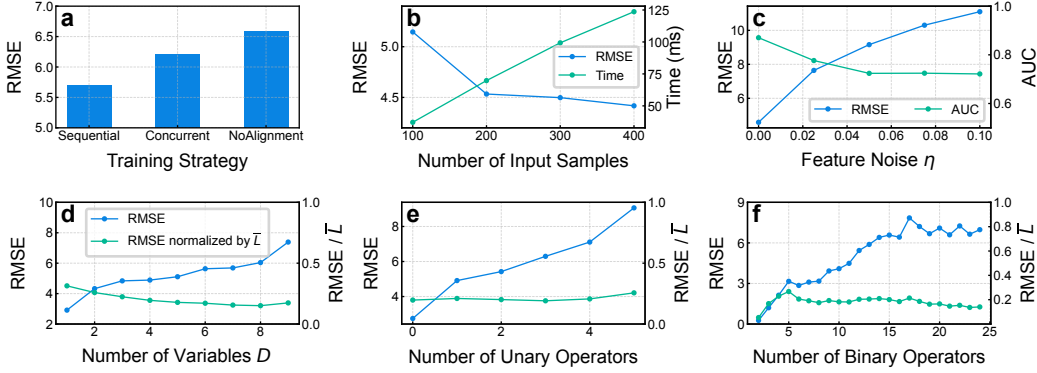 a
RMSE
7.0
6.5
6.0
5.5
5.0
Sequential Concurrent NoAlignment
Training Strategy
b
RMSE
5.0
4.5
RMSE
Time
125
100
75
50
Time (ms)
100 200 300 400
Number of Input Samples
c
RMSE
10
8
6
RMSE
AUC
1.0
0.8
0.6
AUC
0.00 0.02 0.04 0.06 0.08 0.10
Feature Noise η
d
RMSE
10
8
6
4
2
RMSE
RMSE normalized by L̅
1.0
0.5
0.0
RMSE / L̅
2 4 6 8
Number of Variables D
e
RMSE
8
6
4
1.0
0.5
0.0
RMSE / L̅
0 2 4
Number of Unary Operators
f
RMSE
9
6
3
0
1.0
0.8
0.6
0.4
0.2
RMSE / L̅
0 5 10 15 20 25
Number of Binary Operators